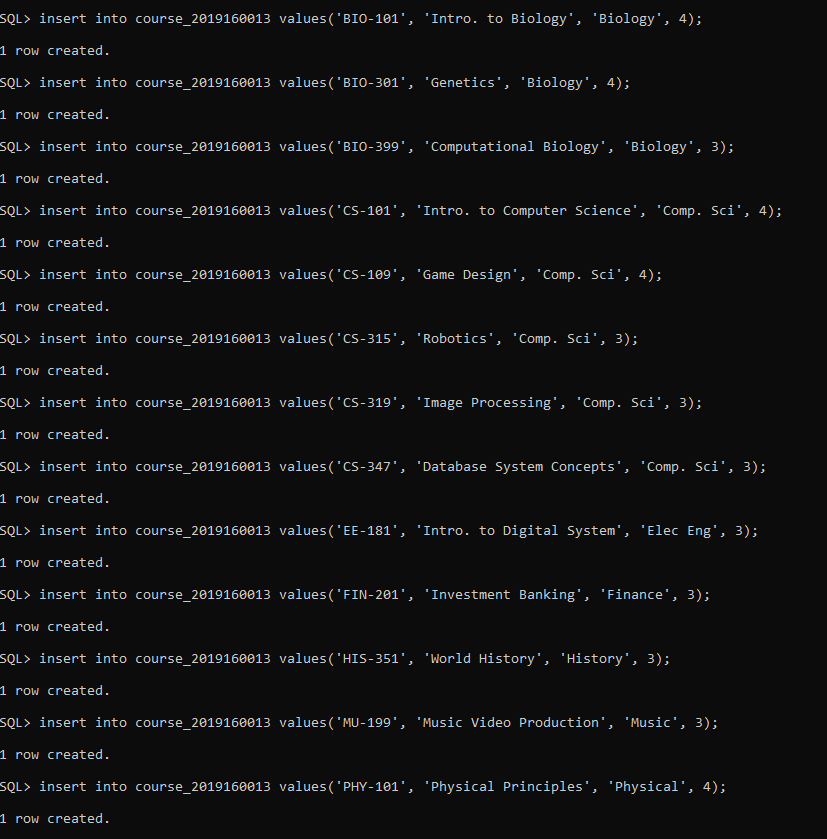 SQL> insert into course_2019160013 values('BIO-101', 'Intro. to Biology', 'Biology', 4);
1 row created.
SQL> insert into course_2019160013 values('BIO-301', 'Genetics', 'Biology', 4);
1 row created.
SQL> insert into course_2019160013 values('BIO-399', 'Computational Biology', 'Biology', 3);
1 row created.
SQL> insert into course_2019160013 values('CS-101', 'Intro. to Computer Science', 'Comp. Sci', 4);
1 row created.
SQL> insert into course_2019160013 values('CS-109', 'Game Design', 'Comp. Sci', 4);
1 row created.
SQL> insert into course_2019160013 values('CS-315', 'Robotics', 'Comp. Sci', 3);
1 row created.
SQL> insert into course_2019160013 values('CS-319', 'Image Processing', 'Comp. Sci', 3);
1 row created.
SQL> insert into course_2019160013 values('CS-347', 'Database System Concepts', 'Comp. Sci', 3);
1 row created.
SQL> insert into course_2019160013 values('EE-181', 'Intro. to Digital System', 'Elec Eng', 3);
1 row created.
SQL> insert into course_2019160013 values('FIN-201', 'Investment Banking', 'Finance', 3);
1 row created.
SQL> insert into course_2019160013 values('HIS-351', 'World History', 'History', 3);
1 row created.
SQL> insert into course_2019160013 values('MU-199', 'Music Video Production', 'Music', 3);
1 row created.
SQL> insert into course_2019160013 values('PHY-101', 'Physical Principles', 'Physical', 4);
1 row created.